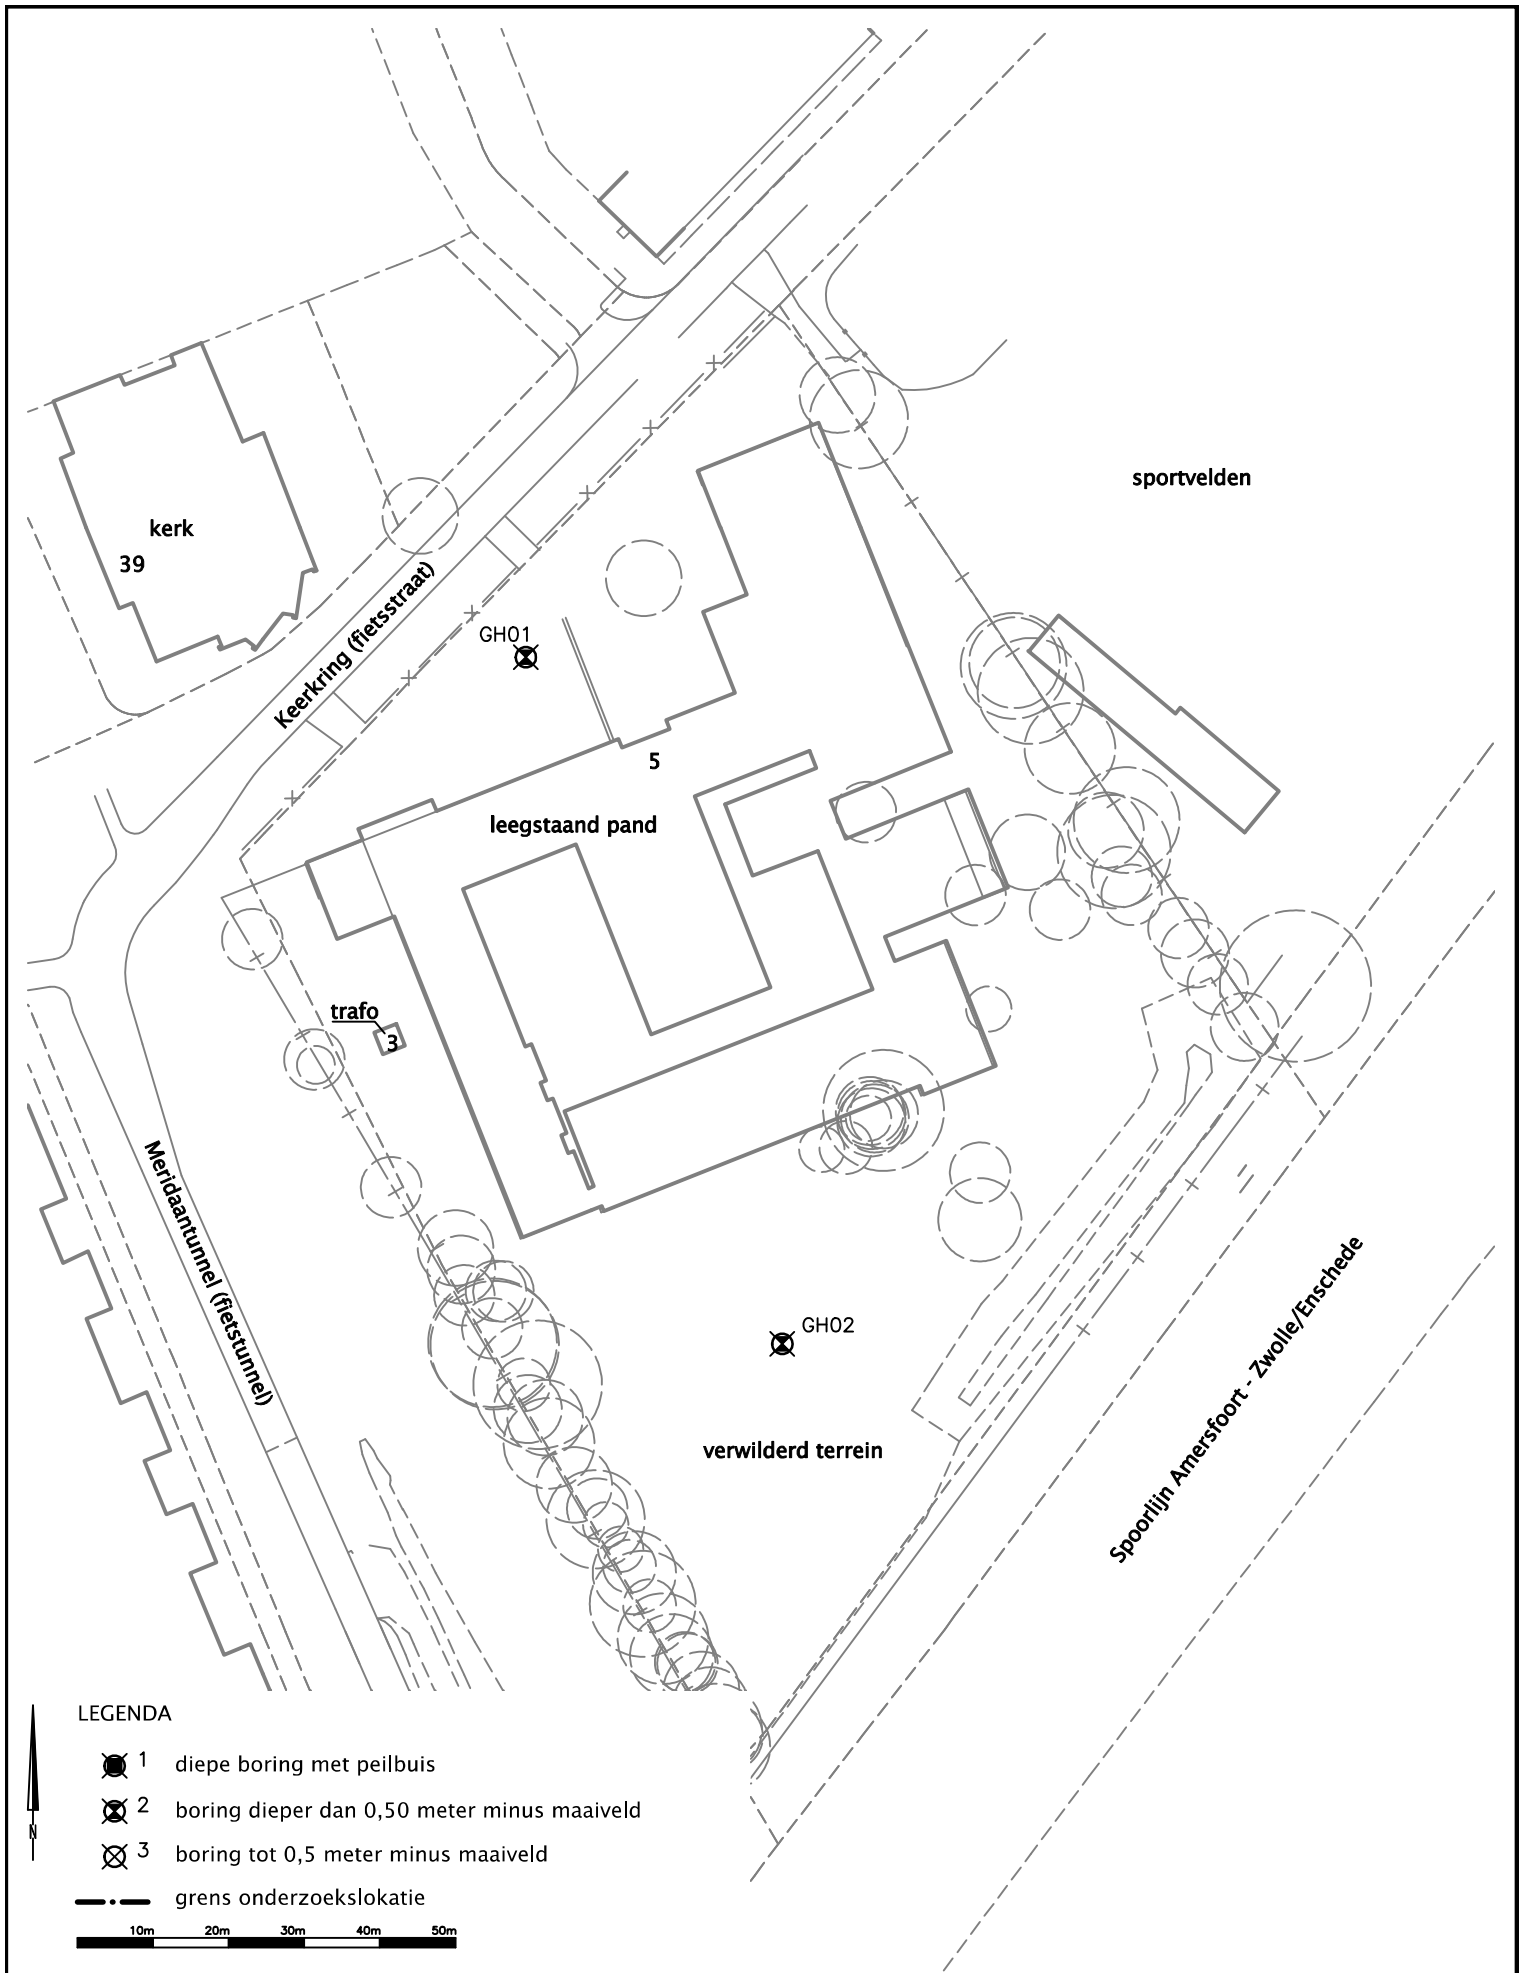 sportvelden
kerk
39
Keerkring (fietsstraat)
GH01
5
leegstaand pand
trafo
3
Meridaantunnel (fietstunnel)
GH02
verwilderd terrein
Spoorlijn Amersfoort - Zwolle/Enschede
LEGENDA
1 diepe boring met peilbuis
2 boring dieper dan 0,50 meter minus maaiveld
3 boring tot 0,5 meter minus maaiveld
grens onderzoekslokatie
N
10m 20m 30m 40m 50m